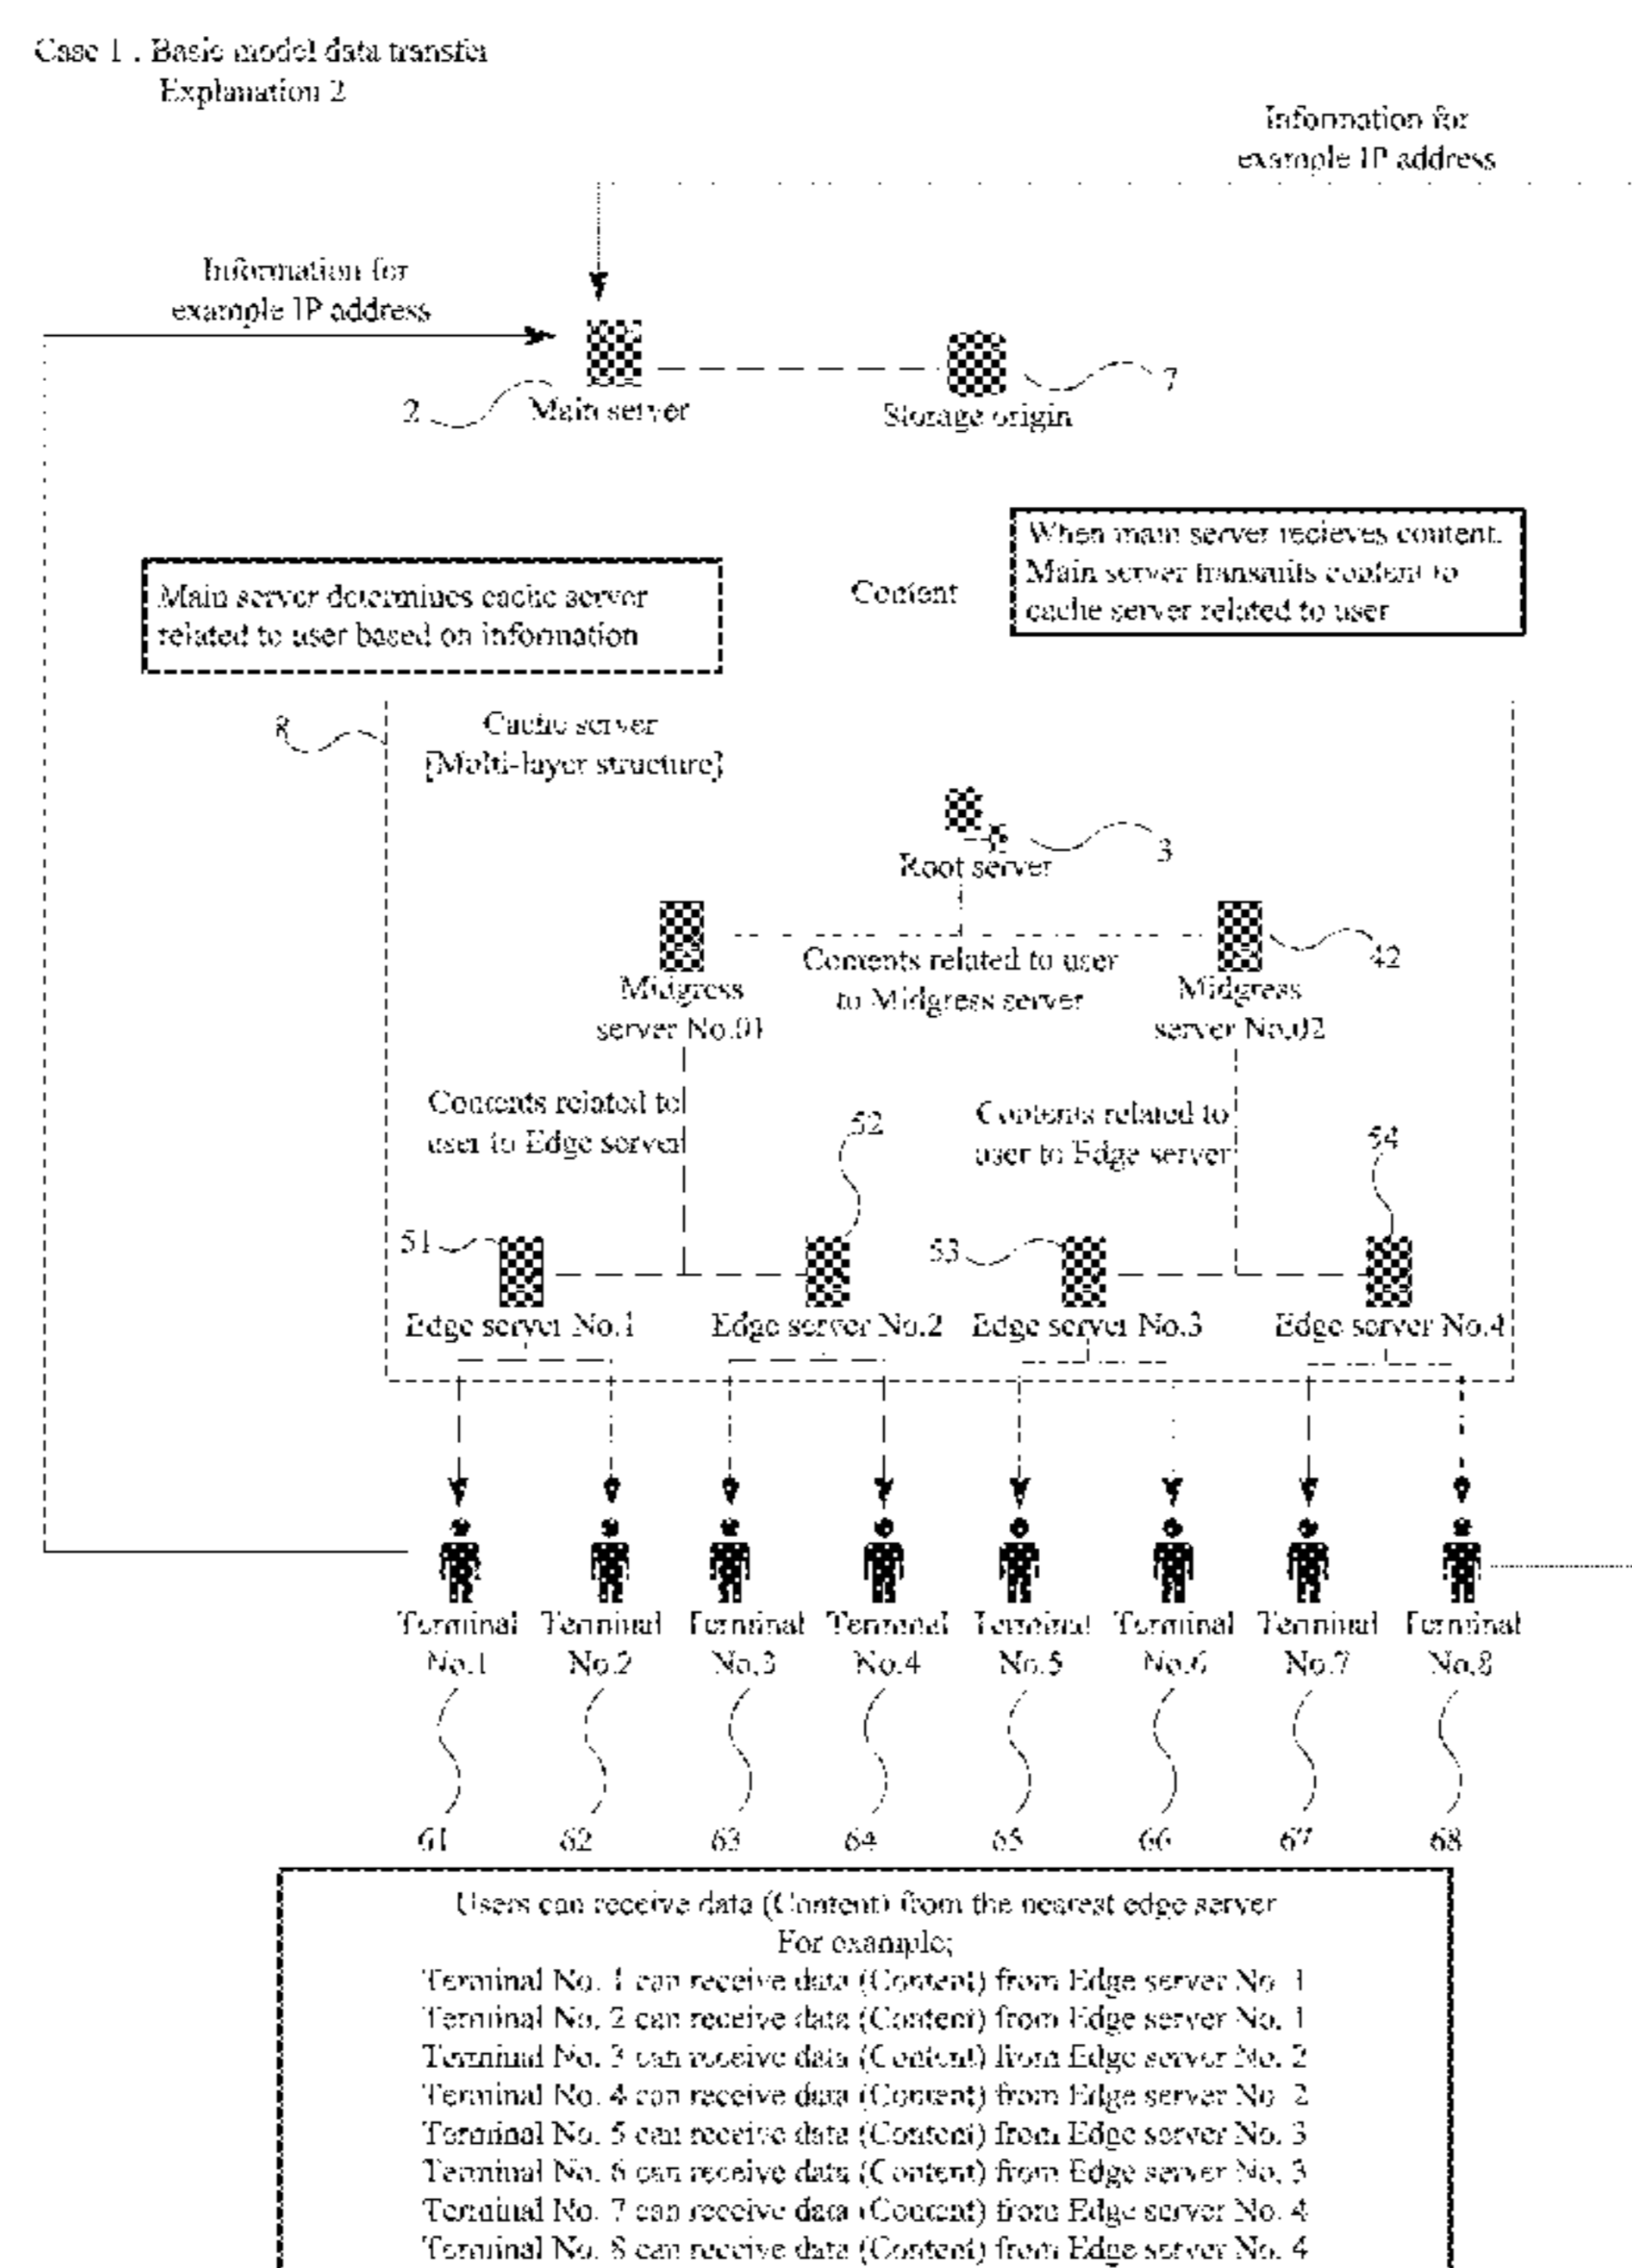 Case 1 . Basic model data transfer
Explanation 2
Information for
example IP address
Information for
example IP address
2
Main server
7
Storage origin
When main server recieves content.
Main server transmits content to
cache server related to user
Main server determines cache server
related to user based on information
Content
8
Cache server
[Multi-layer structure]
3
Root server
42
Contents related to user
to Midgress server
Midgress
server No.01
Midgress
server No.02
Contents related to
user to Edge server
52
Contents related to
user to Edge server
54
51
53
Edge server No.1
Edge server No.2
Edge server No.3
Edge server No.4
Terminal
No.1
Terminal
No.2
Terminal
No.3
Terminal
No.4
Terminal
No.5
Terminal
No.6
Terminal
No.7
Terminal
No.8
61
62
63
64
65
66
67
68
Users can receive data (Content) from the nearest edge server
For example;
Terminal No. 1 can receive data (Content) from Edge server No. 1
Terminal No. 2 can receive data (Content) from Edge server No. 1
Terminal No. 3 can receive data (Content) from Edge server No. 2
Terminal No. 4 can receive data (Content) from Edge server No. 2
Terminal No. 5 can receive data (Content) from Edge server No. 3
Terminal No. 6 can receive data (Content) from Edge server No. 3
Terminal No. 7 can receive data (Content) from Edge server No. 4
Terminal No. 8 can receive data (Content) from Edge server No. 4